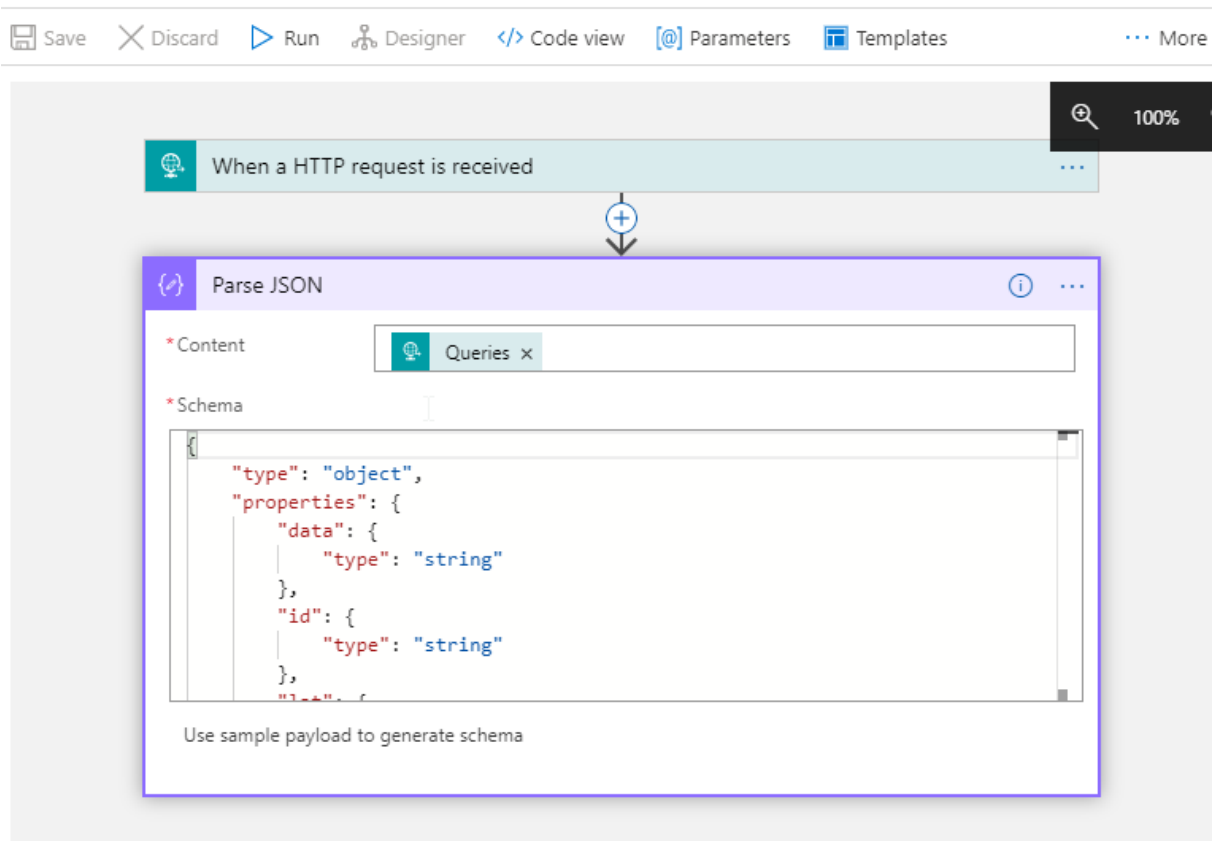 Save Discard Run Designer </> Code view [@] Parameters Templates ... More
100%
When a HTTP request is received
Parse JSON
* Content
Queries ×
* Schema
{
"type": "object",
"properties": {
"data": {
"type": "string"
},
"id": {
"type": "string"
},
Use sample payload to generate schema